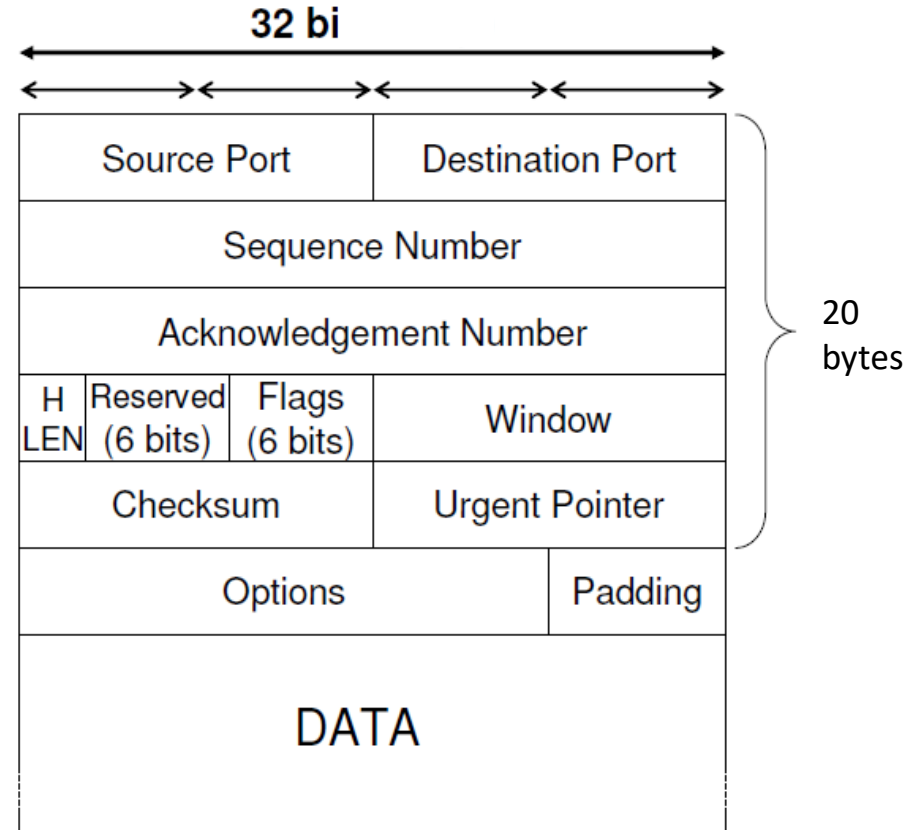 32 bi
Source Port
Destination Port
Sequence Number
Acknowledgement Number
H
LEN
Reserved
(6 bits)
Flags
(6 bits)
Window
Checksum
Urgent Pointer
Options
Padding
DATA
20
bytes